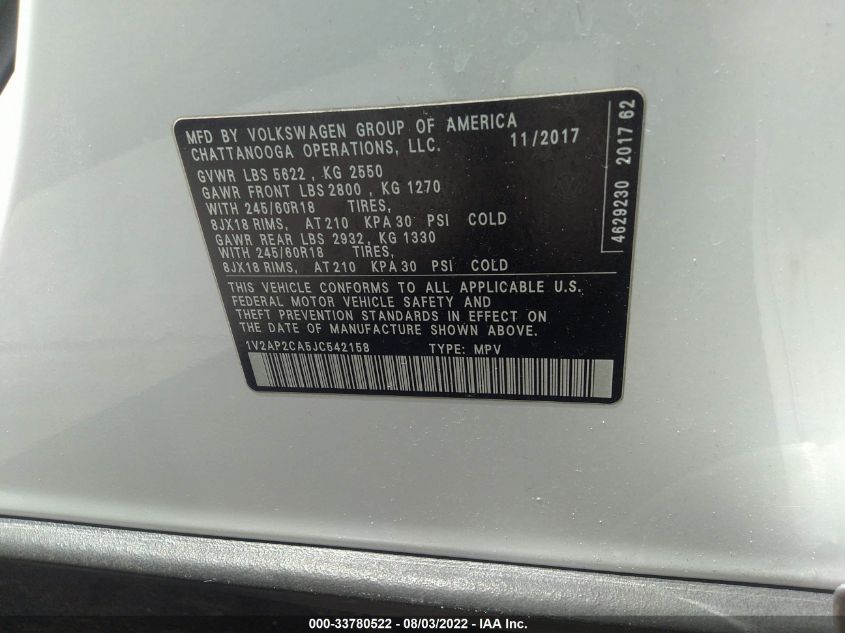 MFD BY VOLKSWAGEN GROUP OF AMERICA
CHATTANOOGA OPERATIONS, LLC. 11/2017
GVWR LBS 5622 , KG 2550
GAWR FRONT LBS 2800 , KG 1270
WITH 245/60R18 TIRES,
8JX18 RIMS, AT 210 KPA 30 PSI COLD
GAWR REAR LBS 2932, KG 1330
WITH 245/60R18 TIRES,
8JX18 RIMS, AT 210 KPA 30 PSI COLD
THIS VEHICLE CONFORMS TO ALL APPLICABLE U.S.
FEDERAL MOTOR VEHICLE SAFETY AND
THEFT PREVENTION STANDARDS IN EFFECT ON
THE DATE OF MANUFACTURE SHOWN ABOVE.
1V2AP2CA5JC542158 TYPE: MPV
4629230 2017 62
000-33780522 - 08/03/2022 - IAA Inc.